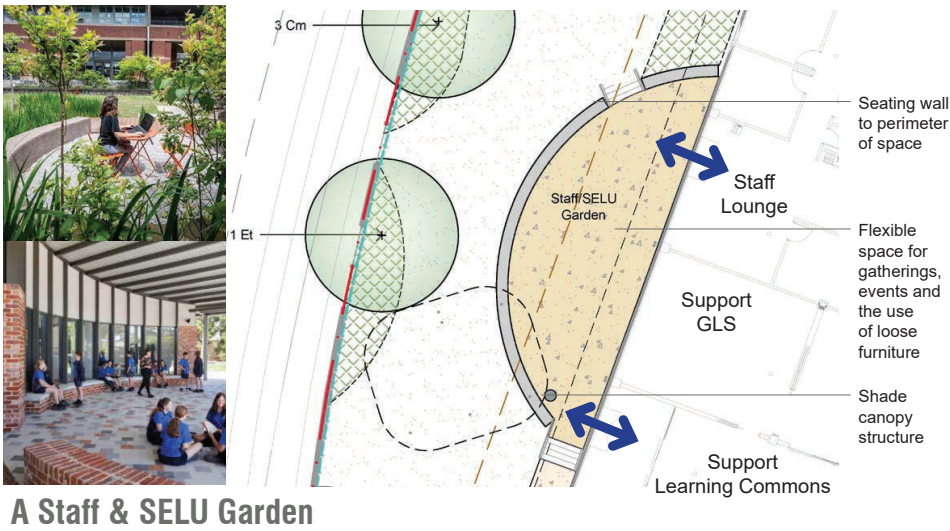 3 Cm
/1 Et
Staff/SELU
Garden
Staff
Lounge
Support
GLS
Support
Learning Commons
Seating wall
to perimeter
of space
Flexible
space for
gatherings,
events and
the use
of loose
furniture
Shade
canopy
structure
A Staff & SELU Garden